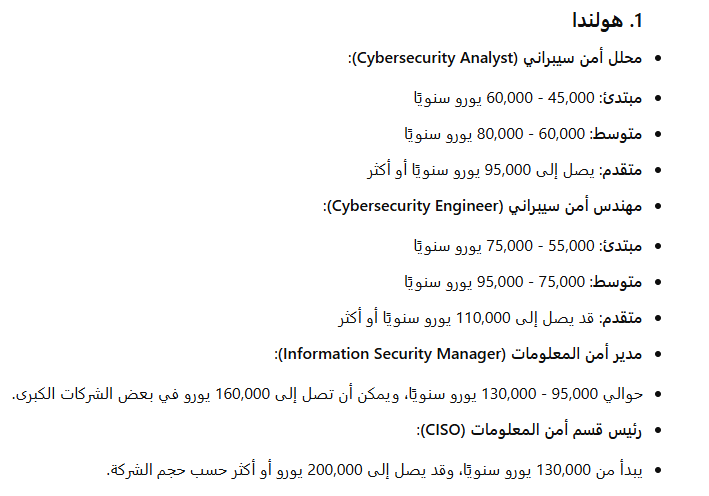 1. هولندا
محلل أمن سيبراني (Cybersecurity Analyst):
مبتدئ: 45,000 - 60,000 يورو سنويًا
متوسط: 60,000 - 80,000 يورو سنويًا
متقدم: يصل إلى 95,000 يورو سنويًا أو أكثر
مهندس أمن سيبراني (Cybersecurity Engineer):
مبتدئ: 55,000 - 75,000 يورو سنويًا
متوسط: 75,000 - 95,000 يورو سنويًا
متقدم: قد يصل إلى 110,000 يورو سنويًا أو أكثر
مدير أمن المعلومات (Information Security Manager):
حوالي 95,000 - 130,000 يورو سنويًا، ويمكن أن تصل إلى 160,000 يورو في بعض الشركات الكبرى.
رئيس قسم أمن المعلومات (CISO):
يبدأ من 130,000 يورو سنويًا، وقد يصل إلى 200,000 يورو أو أكثر حسب حجم الشركة.